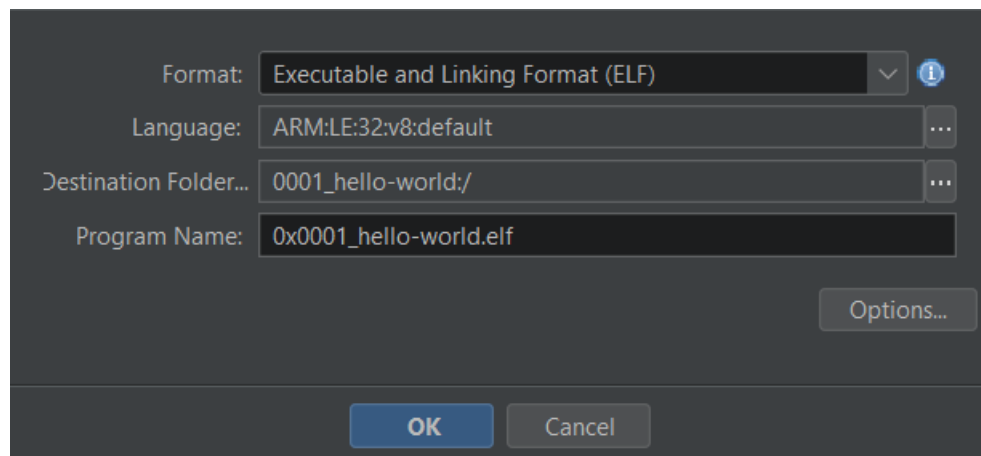 Format: Executable and Linking Format (ELF)
Language: ARM:LE:32:v8:default ...
Destination Folder... 0001_hello-world:/ ...
Program Name: 0x0001_hello-world.elf
Options...
OK Cancel